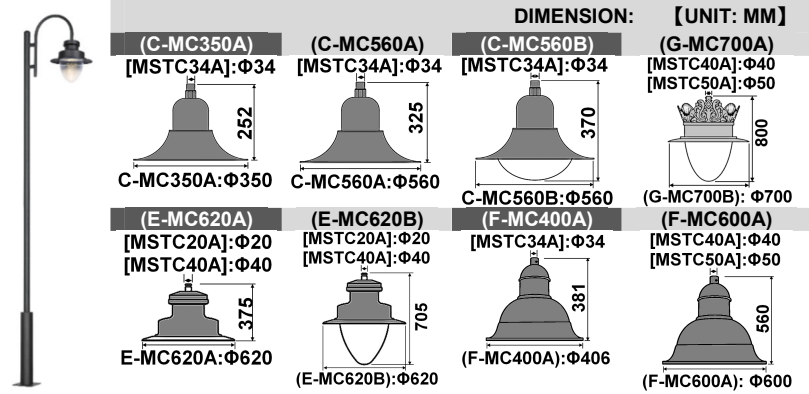 DIMENSION: 【UNIT: MM】
(C-MC350A)
[MSTC34A]:Φ34
252
C-MC350A:Φ350
(C-MC560A)
[MSTC34A]:Φ34
325
C-MC560A:Φ560
(C-MC560B)
[MSTC34A]:Φ34
370
C-MC560B:Φ560
(G-MC700A)
[MSTC40A]:Φ40
[MSTC50A]:Φ50
800
(G-MC700B): Φ700
(E-MC620A)
[MSTC20A]:Φ20
[MSTC40A]:Φ40
375
E-MC620A:Φ620
(E-MC620B)
[MSTC20A]:Φ20
[MSTC40A]:Φ40
705
(E-MC620B):Φ620
(F-MC400A)
[MSTC34A]:Φ34
381
(F-MC400A):Φ406
(F-MC600A)
[MSTC40A]:Φ40
[MSTC50A]:Φ50
560
(F-MC600A): Φ600